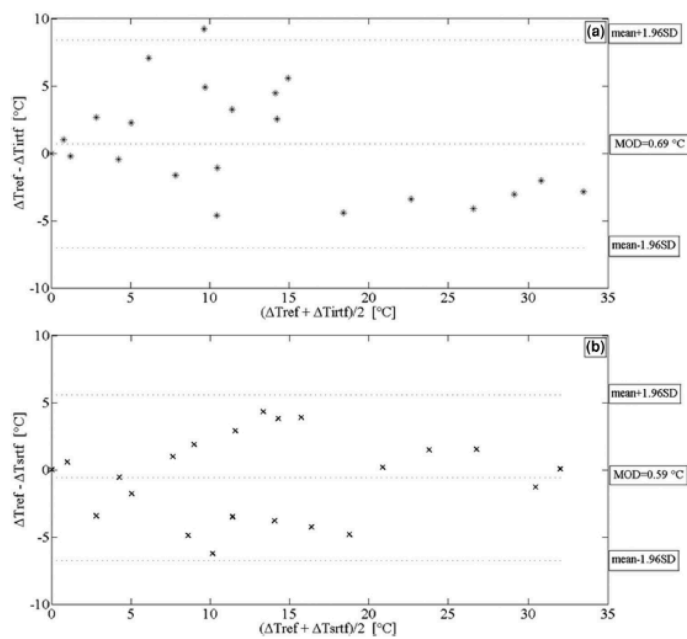 10
(a)
mean+1.96SD
5
ΔTref - ΔTirtf [°C]
MOD=0.69 °C
0
-5
mean-1.96SD
-10
0 5 10 15 20 25 30 35
(ΔTref + ΔTirtf)/2 [°C]
10
(b)
mean+1.96SD
5
ΔTref - ΔTsrtf [°C]
0
MOD=0.59 °C
-5
mean-1.96SD
-10
0 5 10 15 20 25 30 35
(ΔTref + ΔTsrtf)/2 [°C]